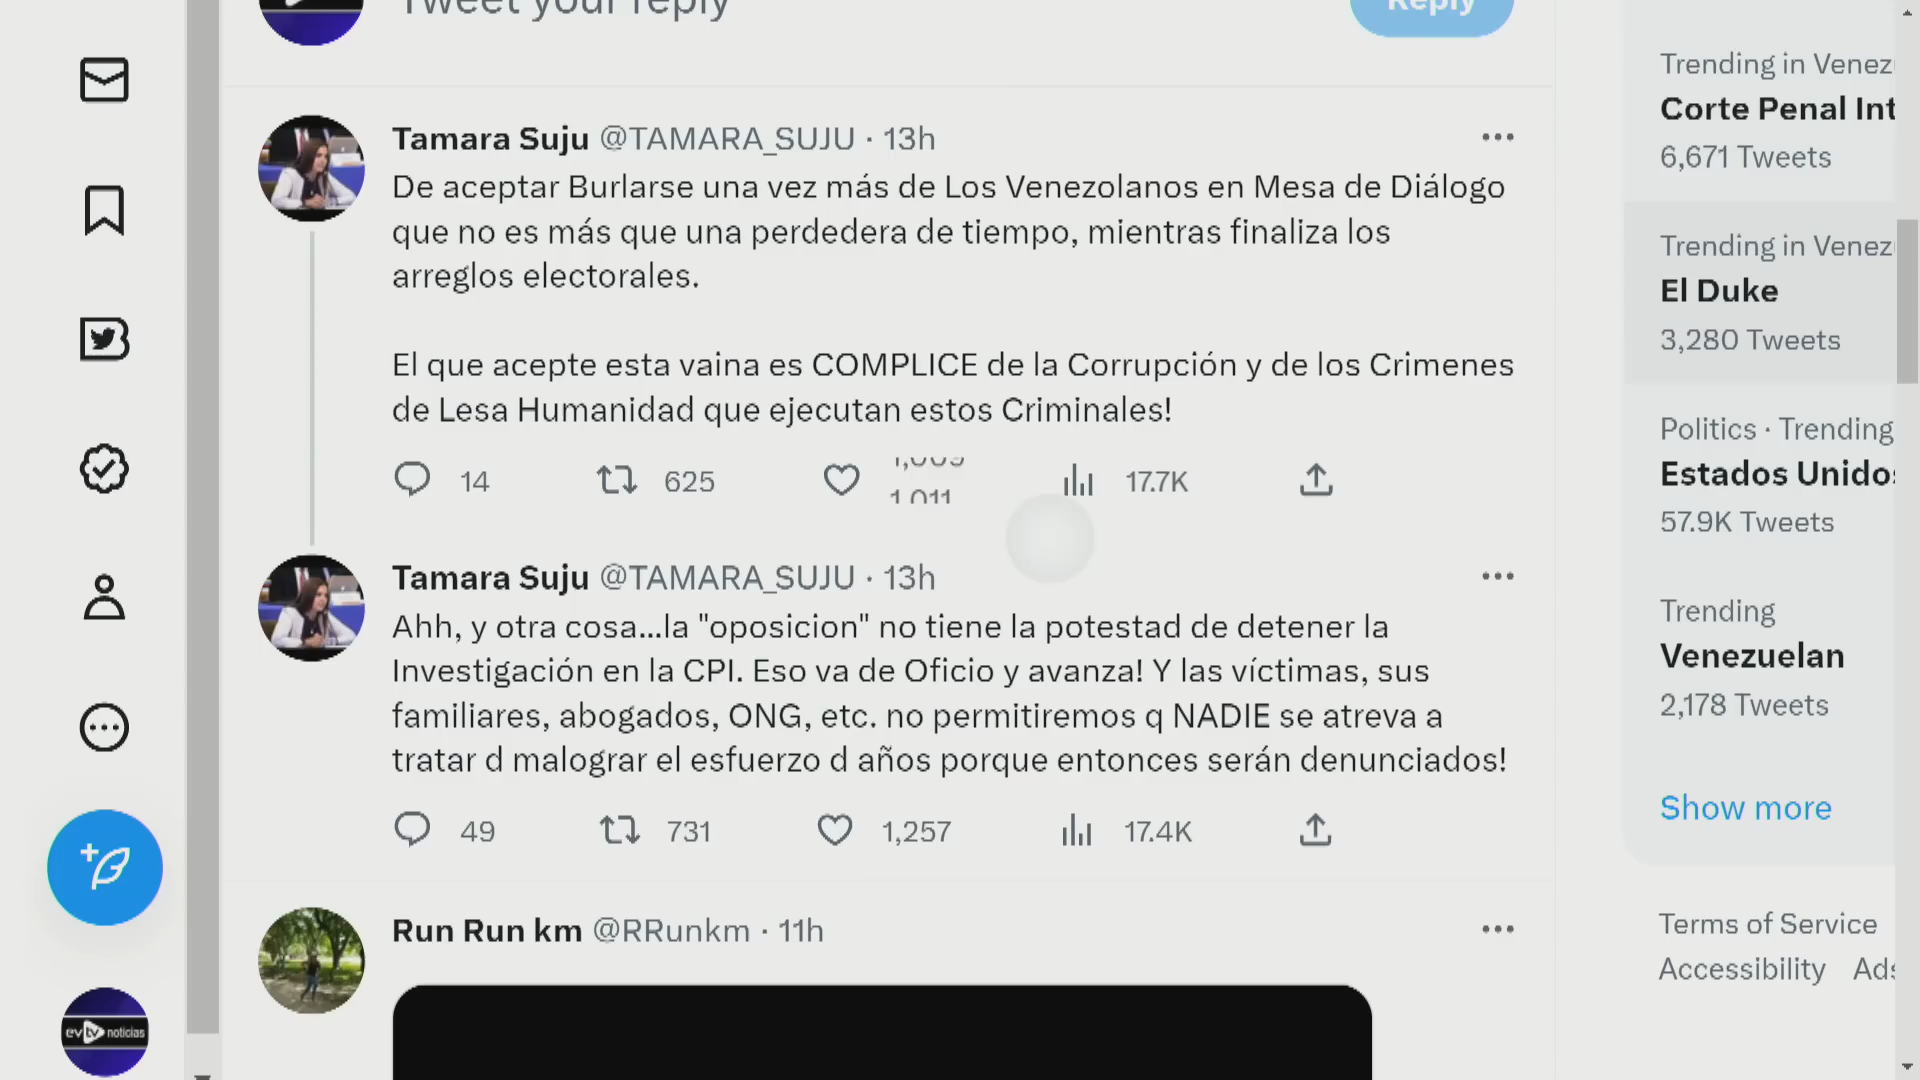 Tweet your reply
Reply
Tamara Suju @TAMARA_SUJU · 13h
De aceptar Burlarse una vez más de Los Venezolanos en Mesa de Diálogo
que no es más que una perdedera de tiempo, mientras finaliza los
arreglos electorales.
El que acepte esta vaina es COMPLICE de la Corrupción y de los Crimenes
de Lesa Humanidad que ejecutan estos Criminales!
14 625 1,009 17.7K
1,011
Tamara Suju @TAMARA_SUJU · 13h
Ahh, y otra cosa...la "oposicion" no tiene la potestad de detener la
Investigación en la CPI. Eso va de Oficio y avanza! Y las víctimas, sus
familiares, abogados, ONG, etc. no permitiremos q NADIE se atreva a
tratar d malograr el esfuerzo d años porque entonces serán denunciados!
49 731 1,257 17.4K
Run Run km @RRunkm · 11h
Trending in Venez
Corte Penal Int
6,671 Tweets
Trending in Venez
El Duke
3,280 Tweets
Politics · Trending
Estados Unidos
57.9K Tweets
Trending
Venezuelan
2,178 Tweets
Show more
Terms of Service
Accessibility Ads
evtv noticias